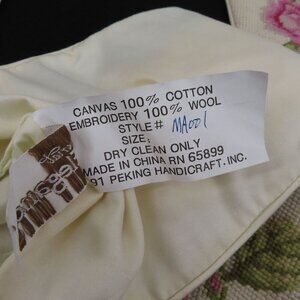 CANVAS 100% COTTON
EMBROIDERY 100% WOOL
STYLE# MA001
SIZE:
DRY CLEAN ONLY
MADE IN CHINA RN 65899
91 PEKING HANDICRAFT. INC.